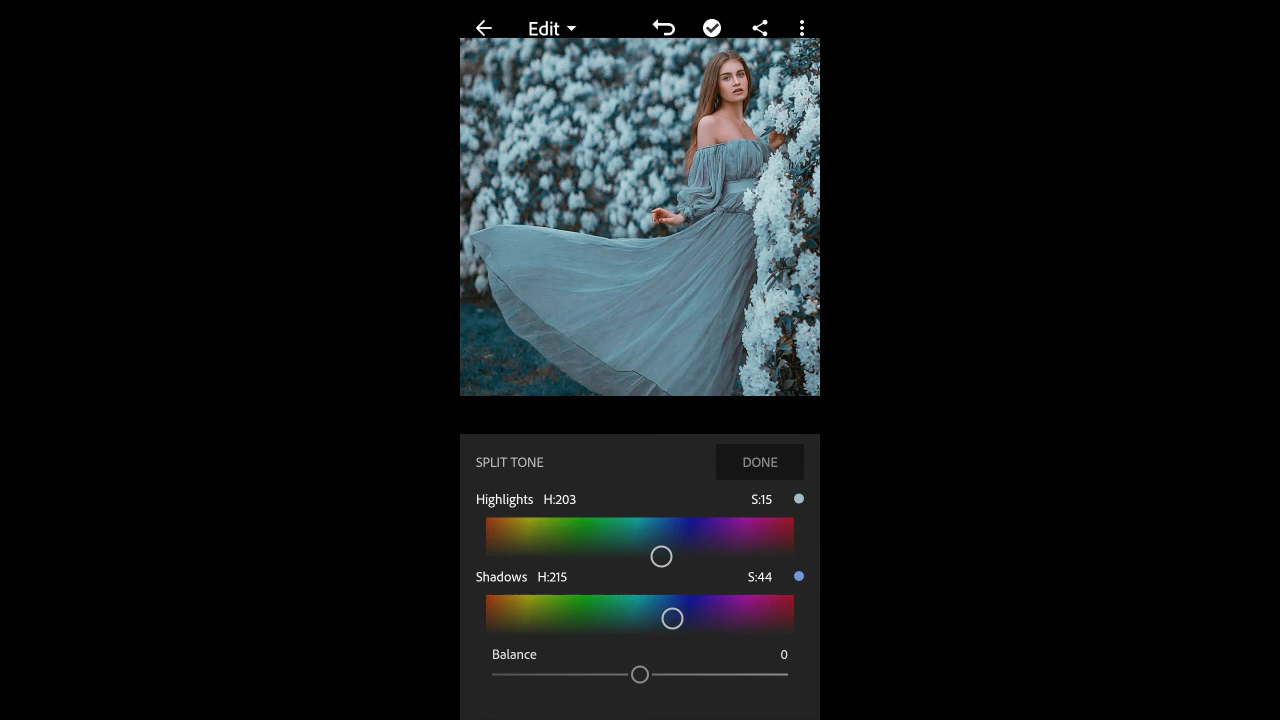 Edit
SPLIT TONE DONE
Highlights H:203 S:15
Shadows H:215 S:44
Balance 0